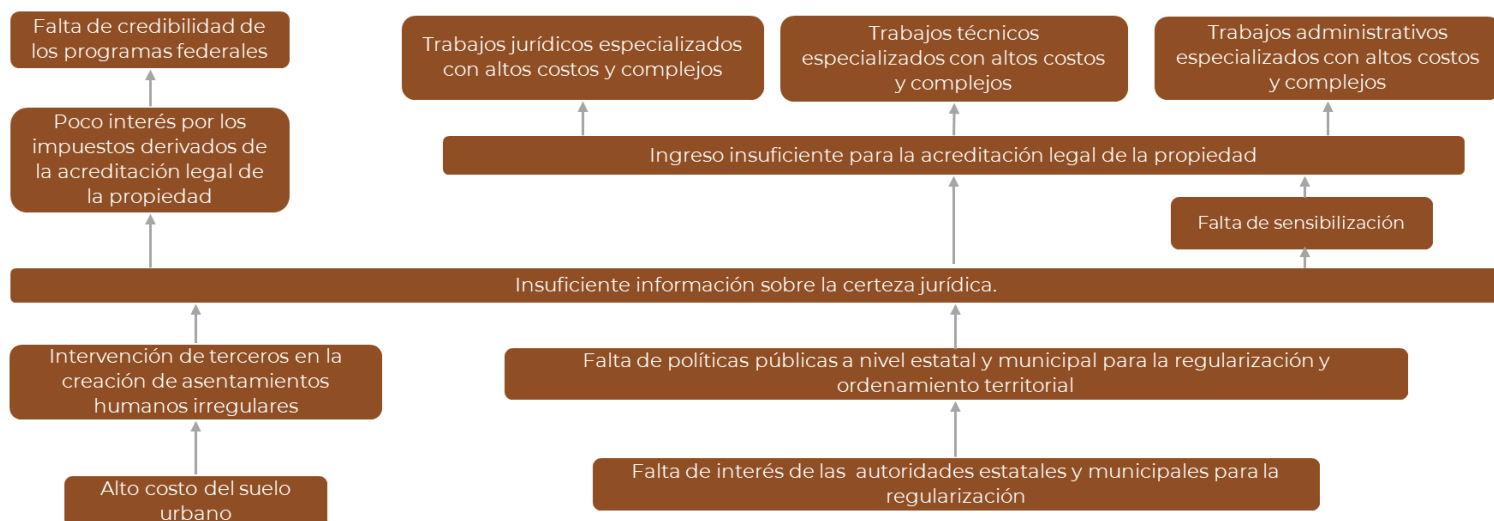 Falta de credibilidad de
los programas federales
Trabajos jurídicos especializados
con altos costos y complejos
Trabajos técnicos
especializados con altos costos
y complejos
Trabajos administrativos
especializados con altos costos
y complejos
Poco interés por los
impuestos derivados de
la acreditación legal de
la propiedad
Ingreso insuficiente para la acreditación legal de la propiedad
Falta de sensibilización
Insuficiente información sobre la certeza jurídica.
Intervención de terceros en la
creación de asentamientos
humanos irregulares
Falta de políticas públicas a nivel estatal y municipal para la regularización y
ordenamiento territorial
Alto costo del suelo
urbano
Falta de interés de las autoridades estatales y municipales para la
regularización